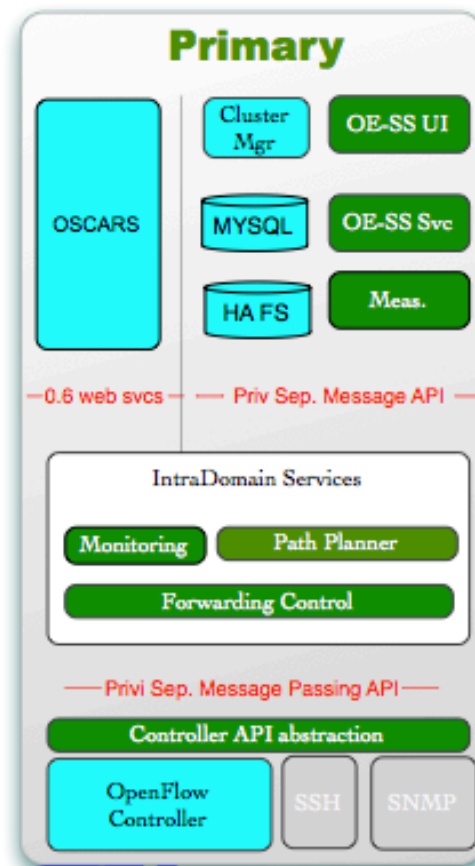 Primary
Cluster
Mgr
OE-SS UI
OSCARS
MYSQL
OE-SS Svc
HA FS
Meas.
0.6 web svcs
Priv Sep. Message API
IntraDomain Services
Monitoring
Path Planner
Forwarding Control
Privi Sep. Message Passing API
Controller API abstraction
OpenFlow
Controller
SSH
SNMP